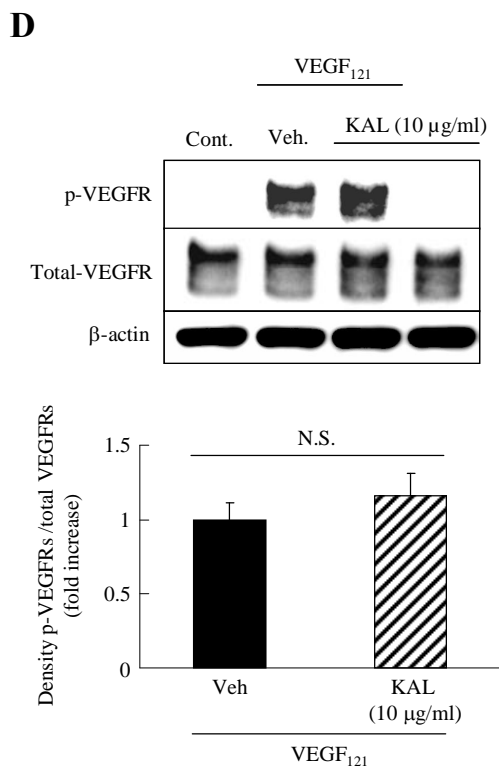 D
VEGF₁₂₁
Cont.
Veh.
KAL (10 µg/ml)
p-VEGFR
Total-VEGFR
β-actin
Density p-VEGFRs /total VEGFRs
(fold increase)
N.S.
1.5
1
0.5
0
Veh
KAL
(10 µg/ml)
VEGF₁₂₁